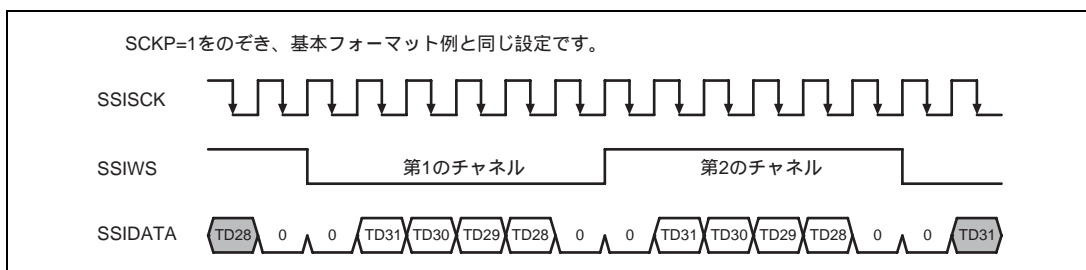 SCKP=1をのぞき、基本フォーマット例と同じ設定です。
SSISCK
SSIWS 第1のチャネル 第2のチャネル
SSIDATA TD28 0 0 TD31 TD30 TD29 TD28 0 0 TD31 TD30 TD29 TD28 0 0 TD31